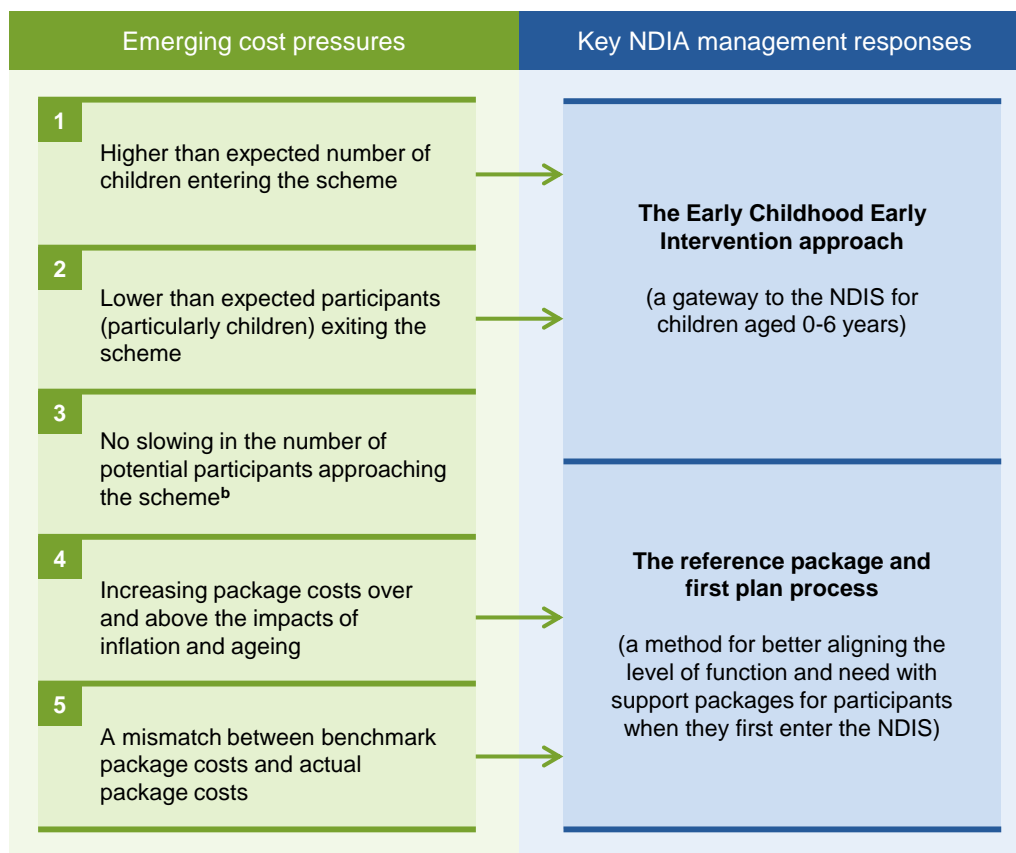 Emerging cost pressures
Key NDIA management responses
1
Higher than expected number of
children entering the scheme
2
Lower than expected participants
(particularly children) exiting the
scheme
3
No slowing in the number of
potential participants approaching
the scheme^b
4
Increasing package costs over
and above the impacts of
inflation and ageing
5
A mismatch between benchmark
package costs and actual
package costs
The Early Childhood Early
Intervention approach
(a gateway to the NDIS for
children aged 0-6 years)
The reference package and
first plan process
(a method for better aligning the
level of function and need with
support packages for participants
when they first enter the NDIS)